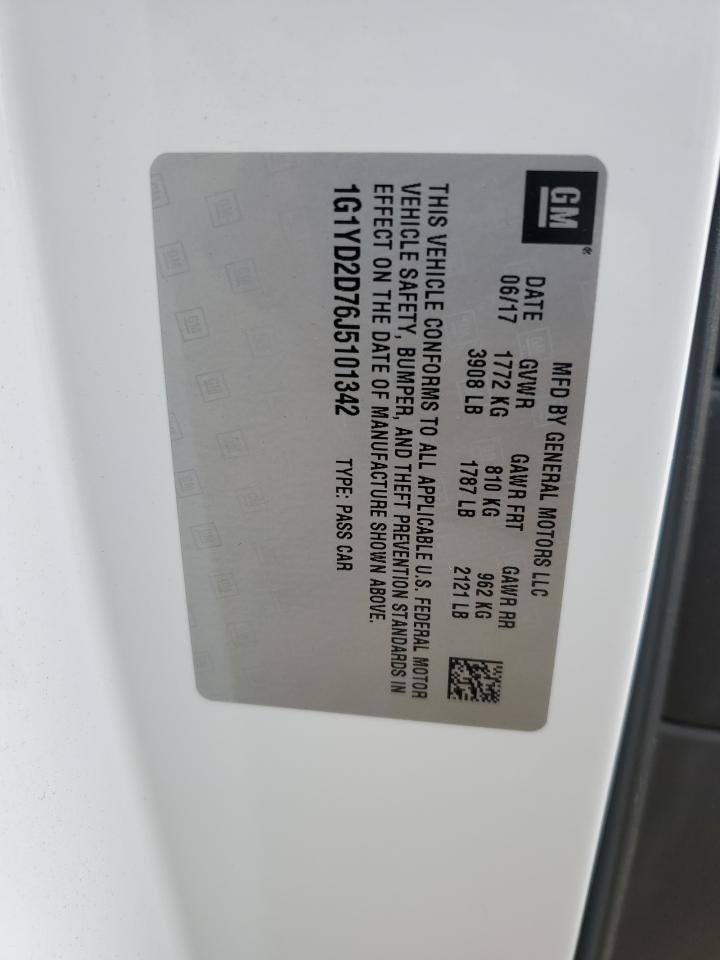 GM®
MFD BY GENERAL MOTORS LLC
DATE GVWR GAWR FRT GAWR RR
06/17 1772 KG 810 KG 962 KG
3908 LB 1787 LB 2121 LB
THIS VEHICLE CONFORMS TO ALL APPLICABLE U.S. FEDERAL MOTOR
VEHICLE SAFETY, BUMPER, AND THEFT PREVENTION STANDARDS IN
EFFECT ON THE DATE OF MANUFACTURE SHOWN ABOVE.
1G1YD2D76J5101342 TYPE: PASS CAR